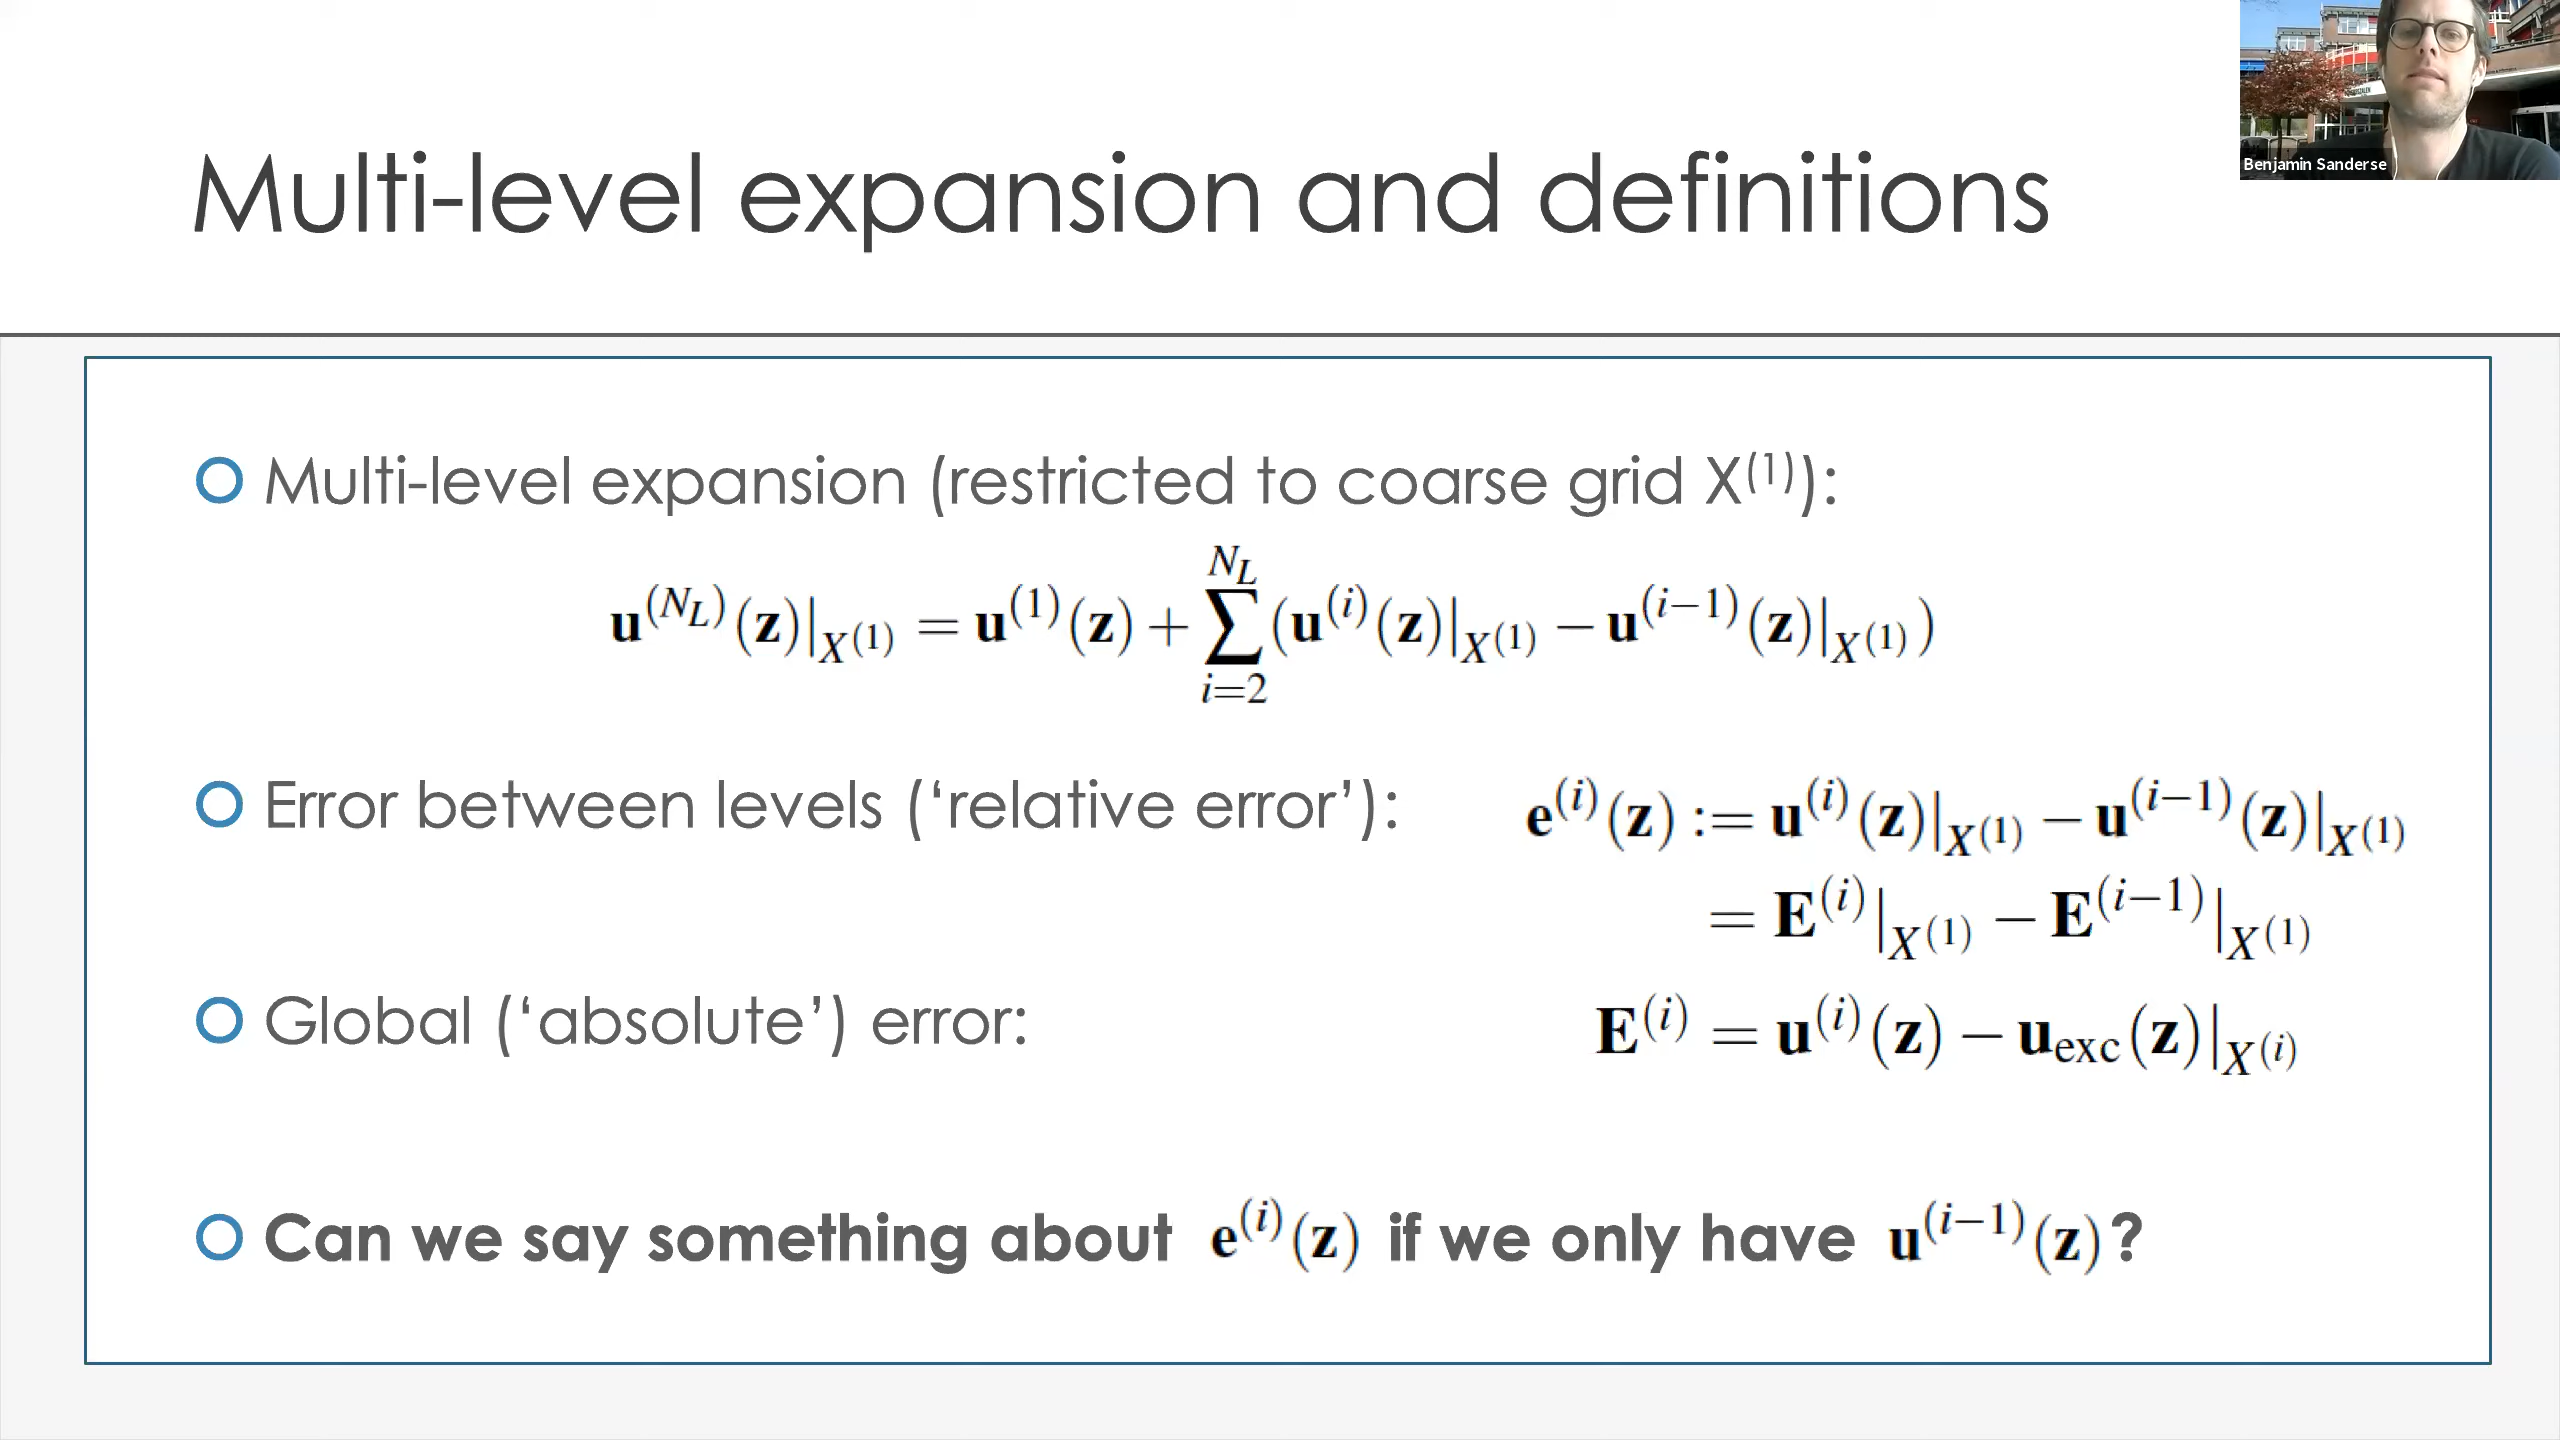 Benjamin Sanderse
Multi-level expansion and definitions
Multi-level expansion (restricted to coarse grid X⁽¹⁾):
𝐮^(N_L)(𝐳)|_X^(1) = 𝐮^(1)(𝐳) + ∑_{i=2}^{N_L} (𝐮^(i)(𝐳)|_X^(1) − 𝐮^(i−1)(𝐳)|_X^(1))
Error between levels (‘relative error’): 𝐞^(i)(𝐳) := 𝐮^(i)(𝐳)|_X^(1) − 𝐮^(i−1)(𝐳)|_X^(1)
= 𝐄^(i)|_X^(1) − 𝐄^(i−1)|_X^(1)
Global (‘absolute’) error: 𝐄^(i) = 𝐮^(i)(𝐳) − 𝐮_exc(𝐳)|_X^(i)
Can we say something about 𝐞^(i)(𝐳) if we only have 𝐮^(i−1)(𝐳)?